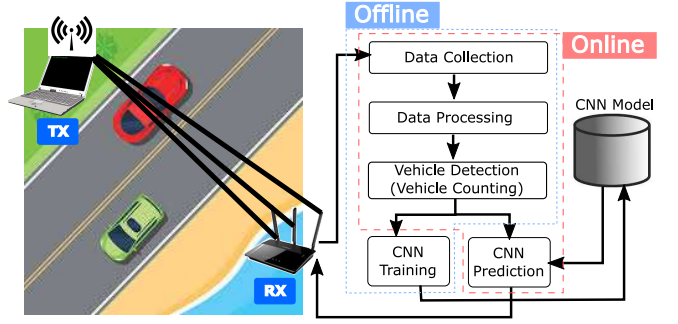 TX
RX
Offline
Online
Data Collection
Data Processing
Vehicle Detection
(Vehicle Counting)
CNN
Training
CNN
Prediction
CNN Model